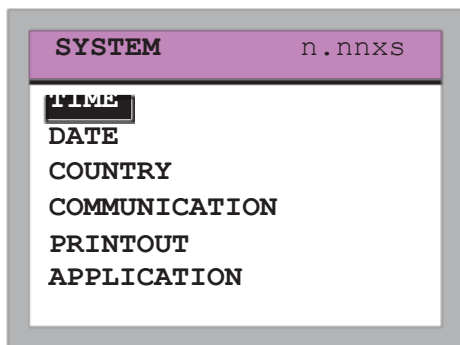 SYSTEM n.nnxs
TIME
DATE
COUNTRY
COMMUNICATION
PRINTOUT
APPLICATION